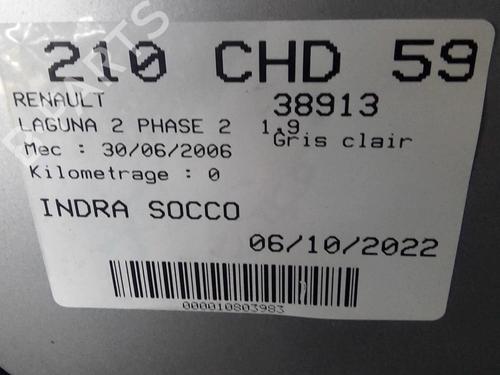 210 CHD 59
RENAULT 38913
LAGUNA 2 PHASE 2 1.9
Mec : 30/06/2006 Gris clair
Kilometrage : 0
INDRA SOCCO
06/10/2022
000010803983